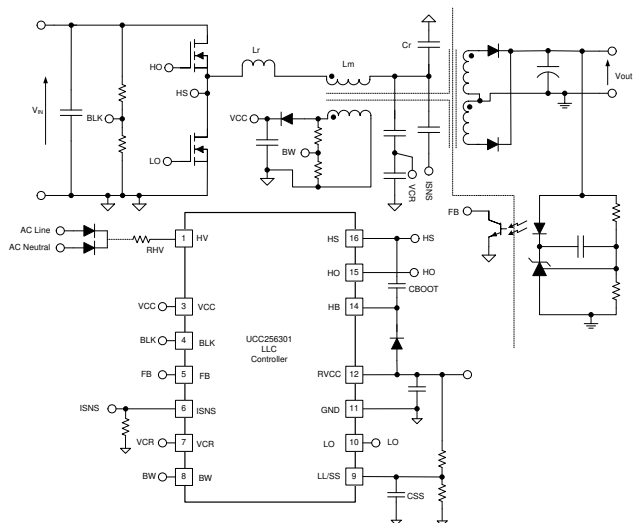 Lr
Lm
Cr
HO
HS
V_IN
BLK
LO
VCC
BW
VCR
ISNS
Vout
FB
AC Line
AC Neutral
RHV
1 HV
HS 16 HS
HO 15 HO
CBOOT
HB 14
VCC 3 VCC
BLK 4 BLK
UCC256301
LLC
Controller
FB 5 FB
RVCC 12
ISNS 6 ISNS
GND 11
VCR 7 VCR
LO 10 LO
BW 8 BW
LL/SS 9
CSS